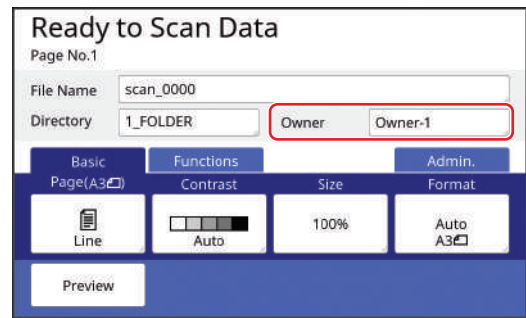 Ready to Scan Data
Page No.1
File Name scan_0000
Directory 1_FOLDER Owner Owner-1
Basic Functions Admin.
Page(A3) Contrast Size Format
Line Auto 100% Auto A3
Preview